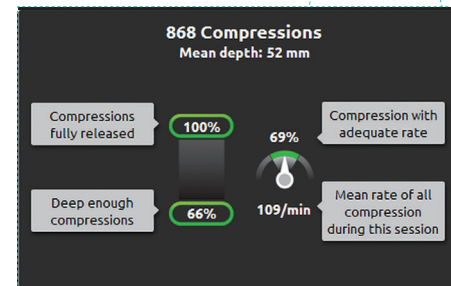 868 Compressions
Mean depth: 52 mm
Compressions
fully released
100%
69%
Compression with
adequate rate
Deep enough
compressions
66%
109/min
Mean rate of all
compression
during this session